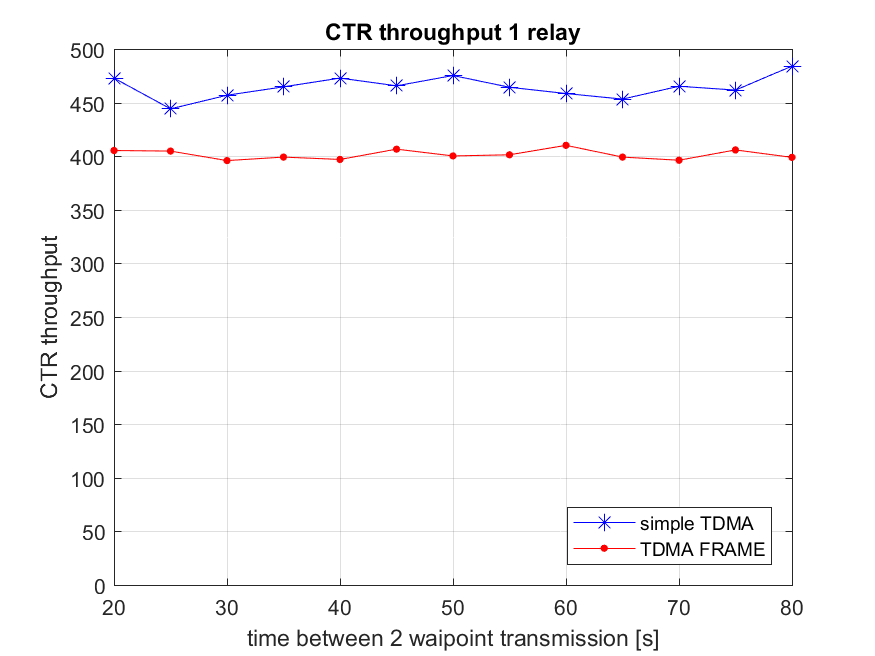 CTR throughput 1 relay
500
450
400
350
300
250
200
150
100
50
0
CTR throughput
simple TDMA
TDMA FRAME
20 30 40 50 60 70 80
time between 2 waipoint transmission [s]